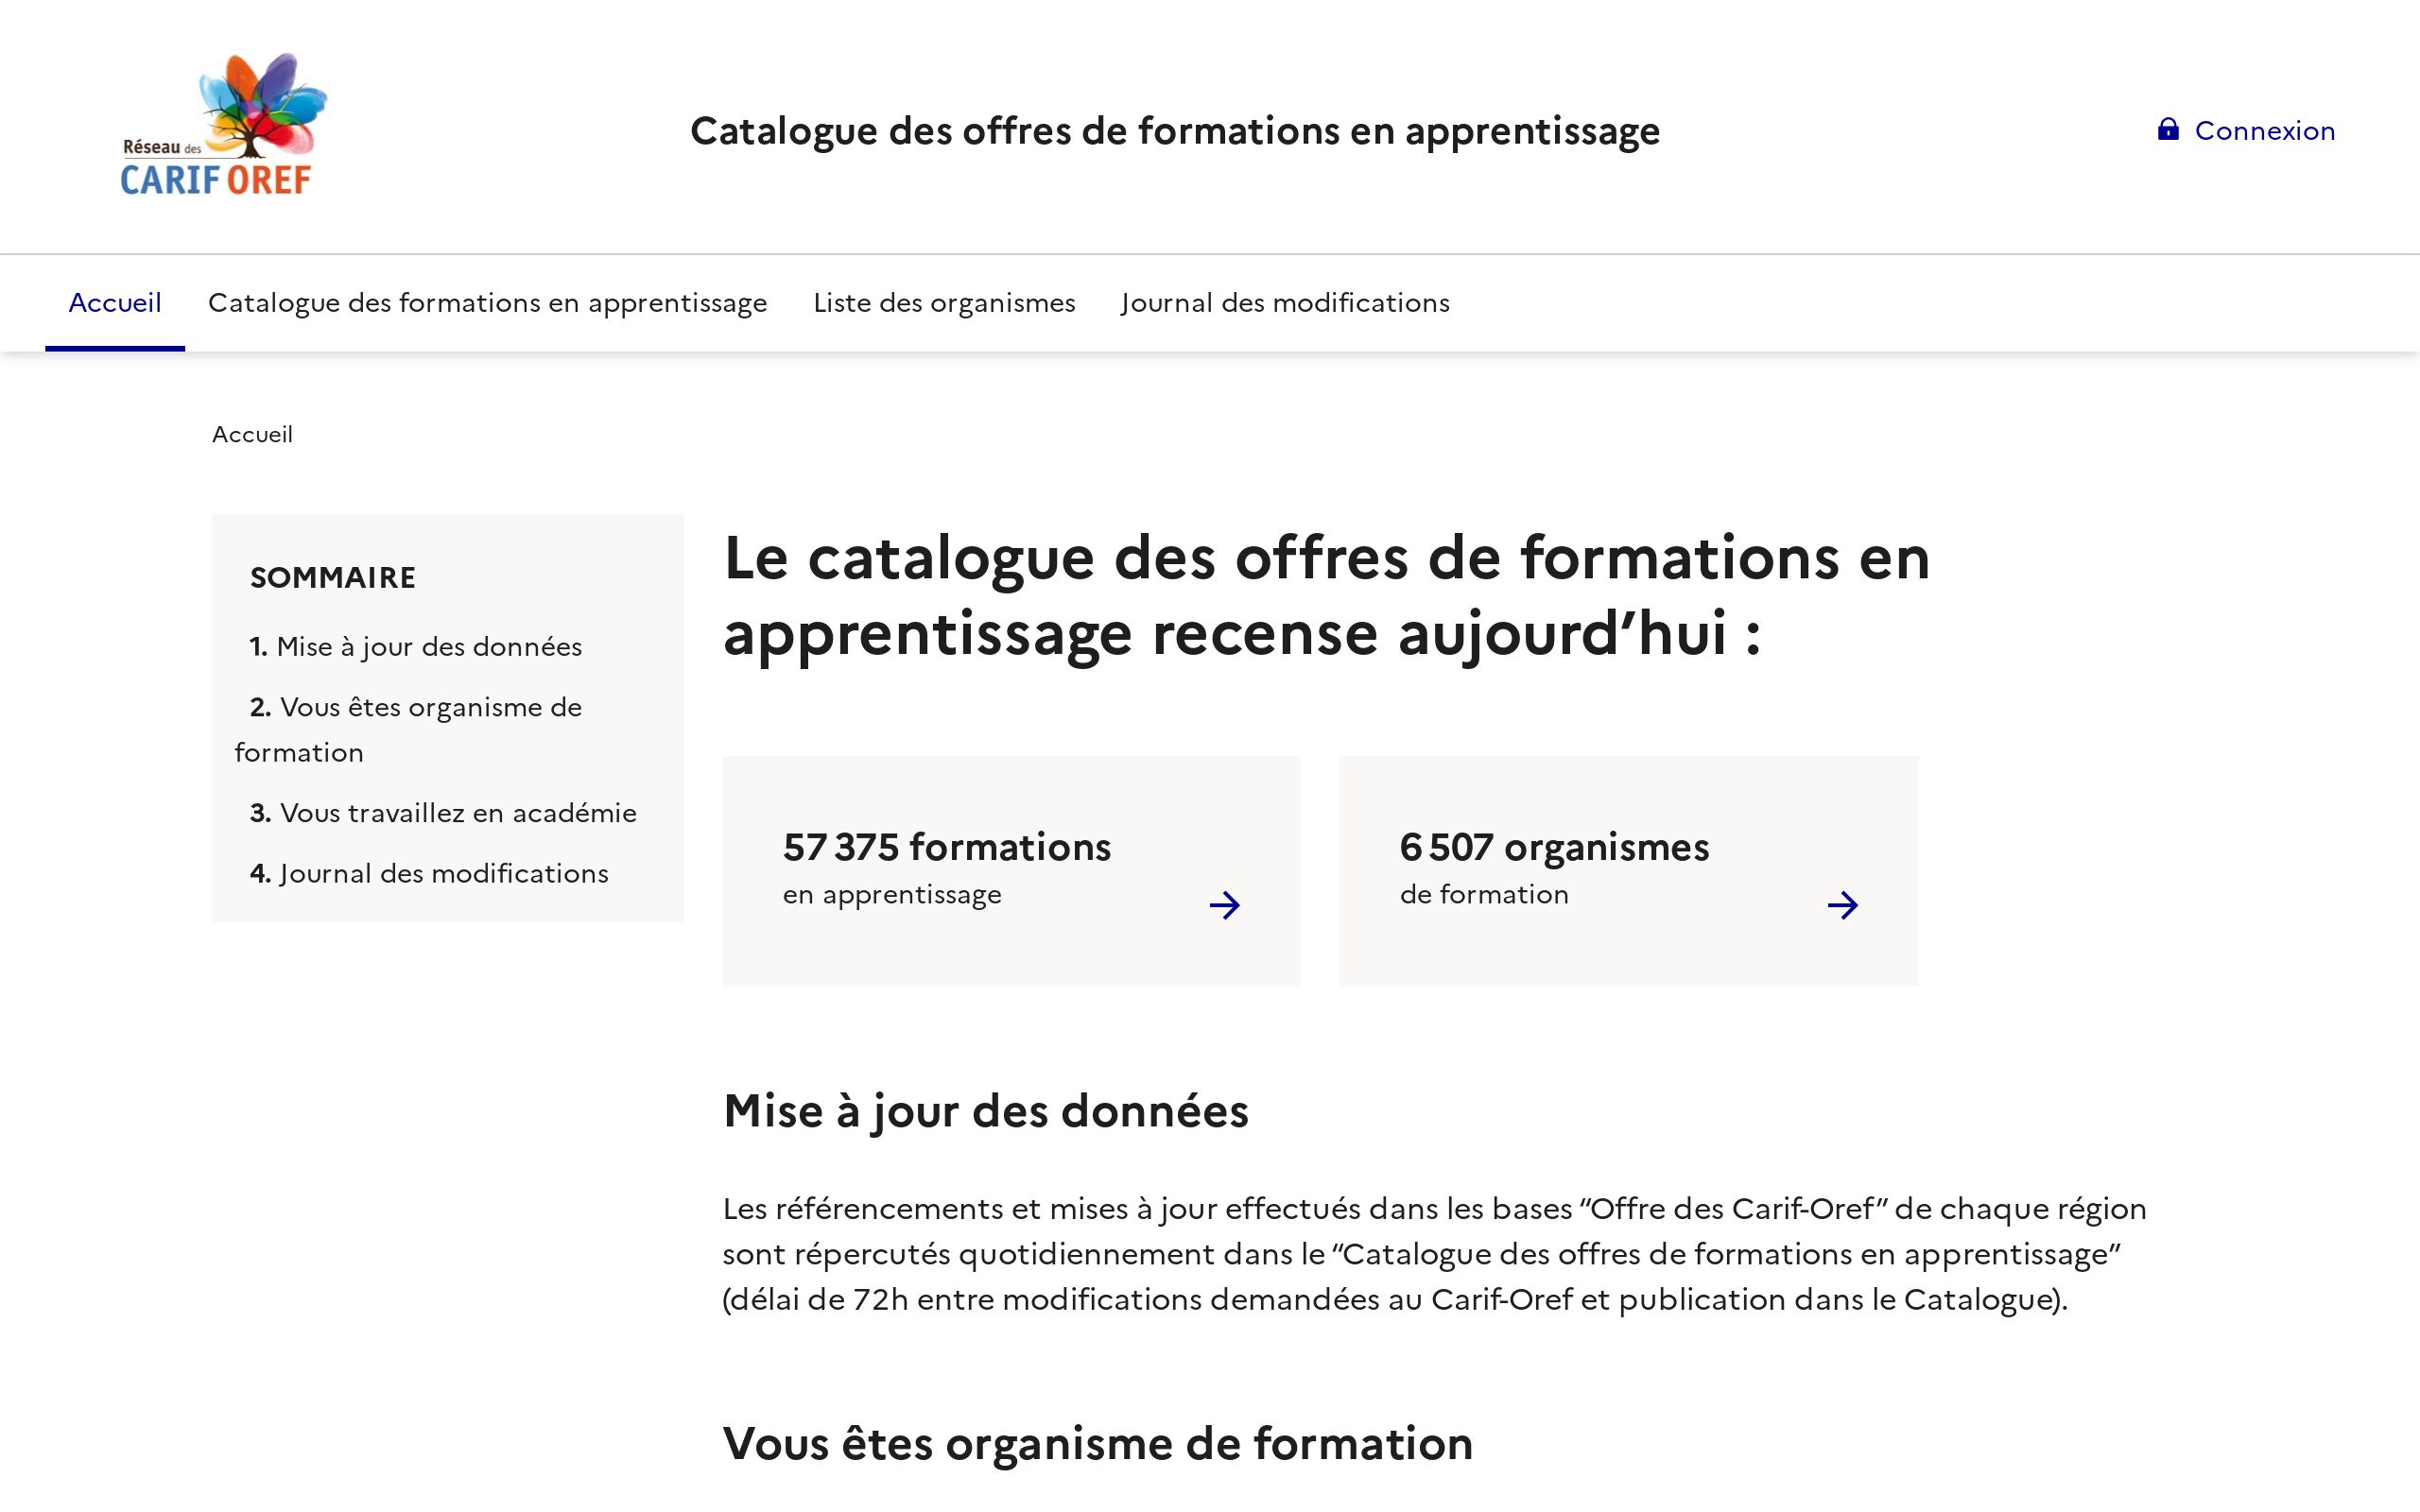 Réseau des
CARIF OREF
Catalogue des offres de formations en apprentissage
Connexion
Accueil
Catalogue des formations en apprentissage
Liste des organismes
Journal des modifications
Accueil
SOMMAIRE
1. Mise à jour des données
2. Vous êtes organisme de
formation
3. Vous travaillez en académie
4. Journal des modifications
Le catalogue des offres de formations en
apprentissage recense aujourd’hui :
57 375 formations
en apprentissage
6 507 organismes
de formation
Mise à jour des données
Les référencements et mises à jour effectués dans les bases “Offre des Carif-Oref” de chaque région
sont répercutés quotidiennement dans le “Catalogue des offres de formations en apprentissage”
(délai de 72h entre modifications demandées au Carif-Oref et publication dans le Catalogue).
Vous êtes organisme de formation